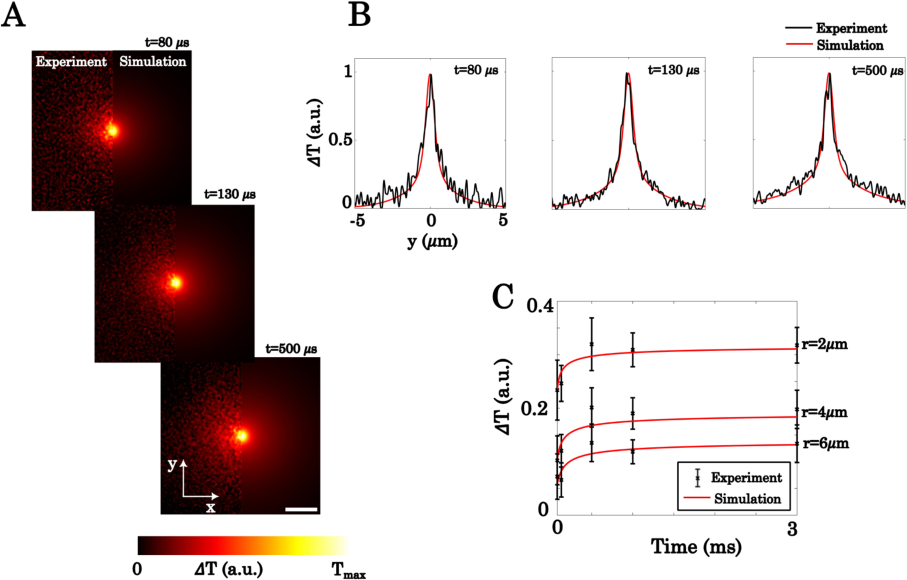 A
t=80 μs
Experiment
Simulation
t=130 μs
t=500 μs
y
x
0
ΔT (a.u.)
Tmax
B
Experiment
Simulation
t=80 μs
t=130 μs
t=500 μs
1
0.5
0
ΔT (a.u.)
-5
0
5
y (μm)
C
0.4
0.2
0
ΔT (a.u.)
r=2μm
r=4μm
r=6μm
Experiment
Simulation
0
3
Time (ms)